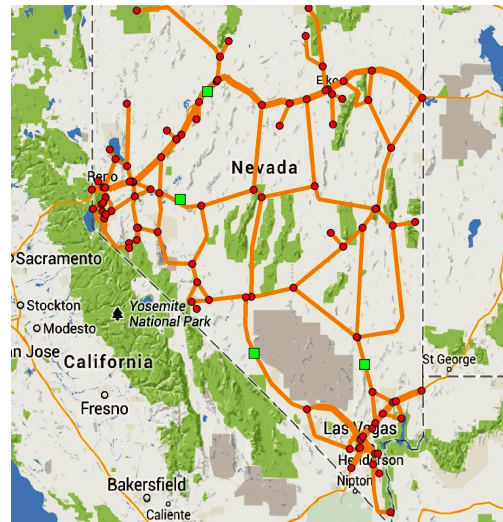 Elko
Nevada
Reno
Sacramento
Stockton
Modesto
an Jose
Yosemite
National Park
California
Fresno
St George
Las Vegas
Henderson
Nipton
Bakersfield
Caliente